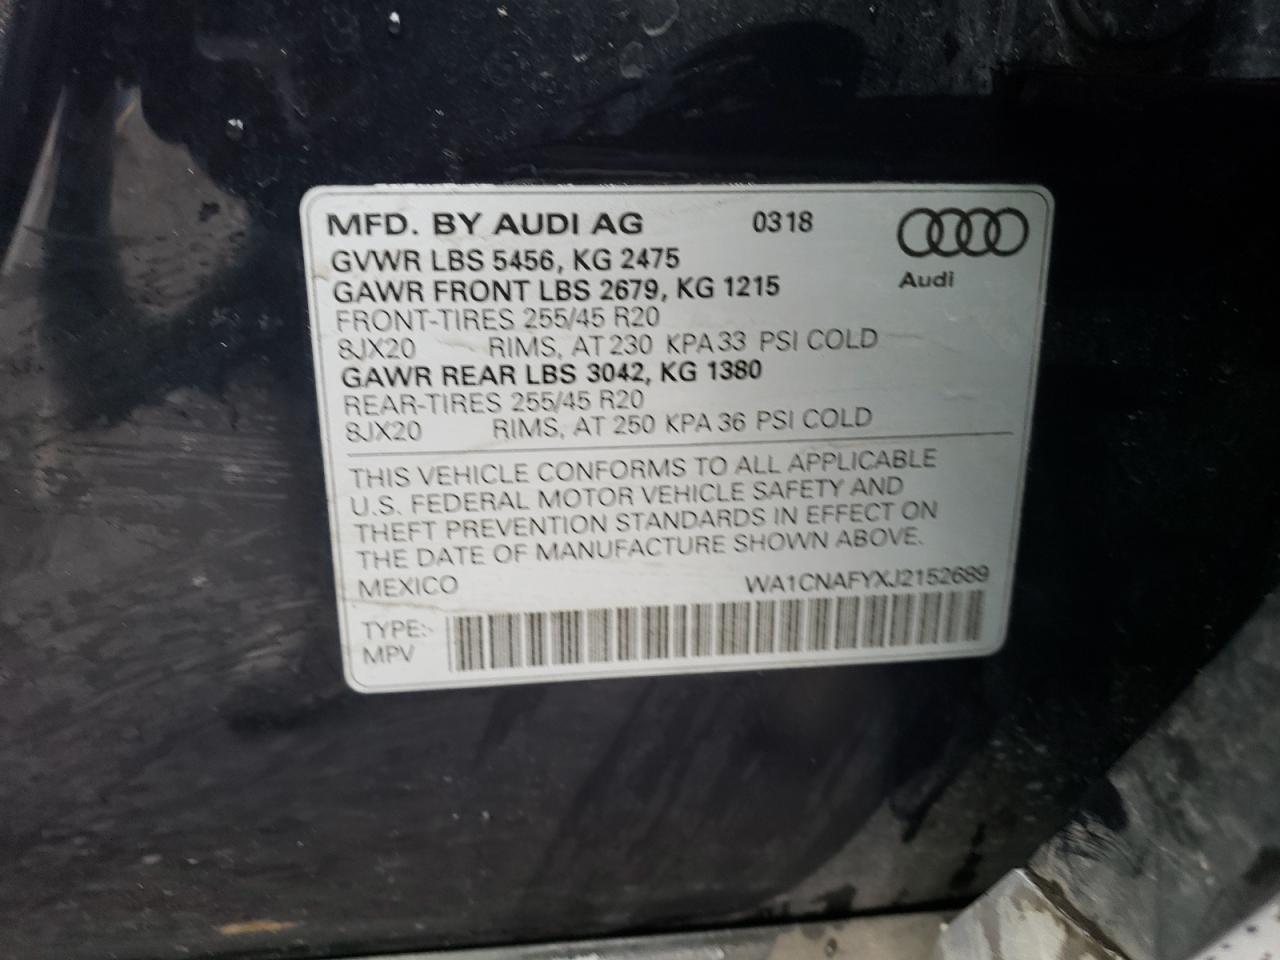 MFD. BY AUDI AG 0318
Audi
GVWR LBS 5456, KG 2475
GAWR FRONT LBS 2679, KG 1215
FRONT-TIRES 255/45 R20
8JX20 RIMS, AT 230 KPA 33 PSI COLD
GAWR REAR LBS 3042, KG 1380
REAR-TIRES 255/45 R20
8JX20 RIMS, AT 250 KPA 36 PSI COLD
THIS VEHICLE CONFORMS TO ALL APPLICABLE
U.S. FEDERAL MOTOR VEHICLE SAFETY AND
THEFT PREVENTION STANDARDS IN EFFECT ON
THE DATE OF MANUFACTURE SHOWN ABOVE.
MEXICO WA1CNAFYXJ2152689
TYPE:
MPV